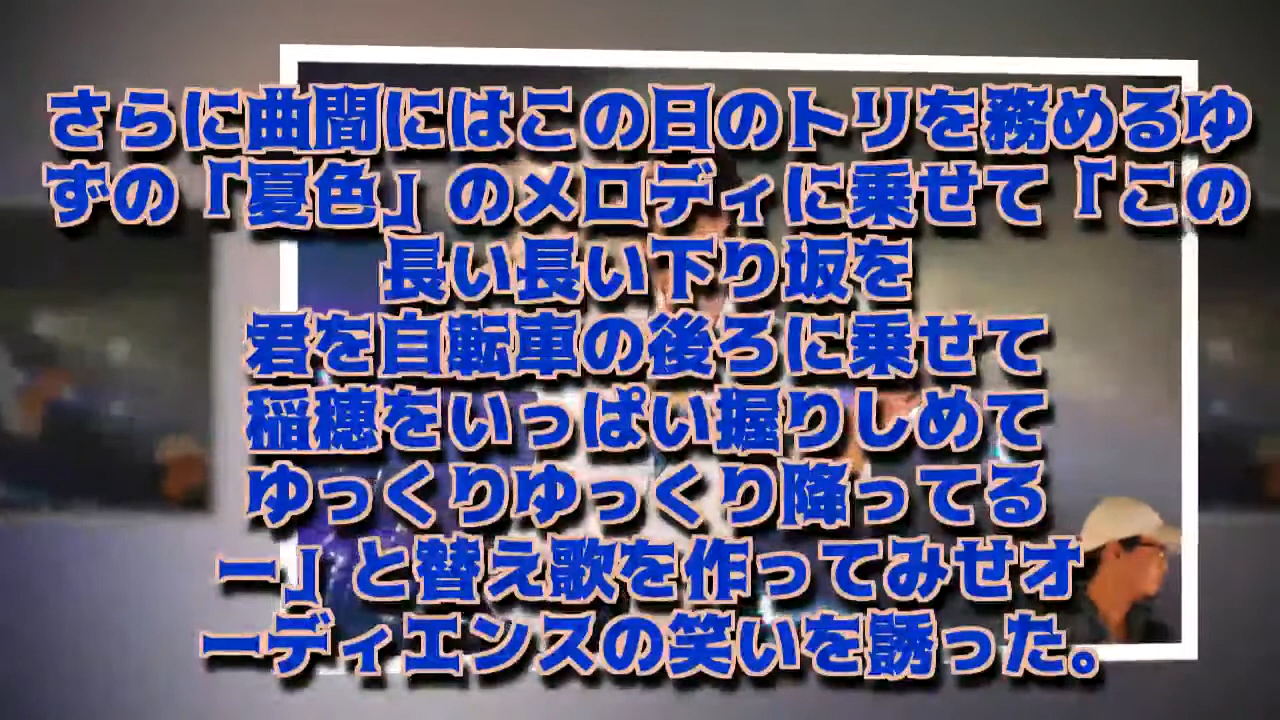 さらに曲間にはこの日のトリを務めるゆ
ずの「夏色」のメロディに乗せて「この
長い長い下り坂を
君を自転車の後ろに乗せて
稲穂をいっぱい握りしめて
ゆっくりゆっくり降ってる
ー」と替え歌を作ってみせオ
ーディエンスの笑いを誘った。